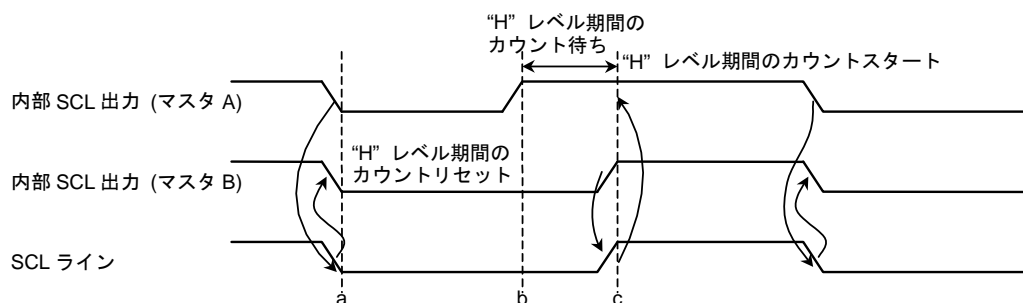 “H” レベル期間の
カウント待ち
“H” レベル期間のカウントスタート
内部 SCL 出力 (マスタ A)
“H” レベル期間の
カウントリセット
内部 SCL 出力 (マスタ B)
SCL ライン
a b c